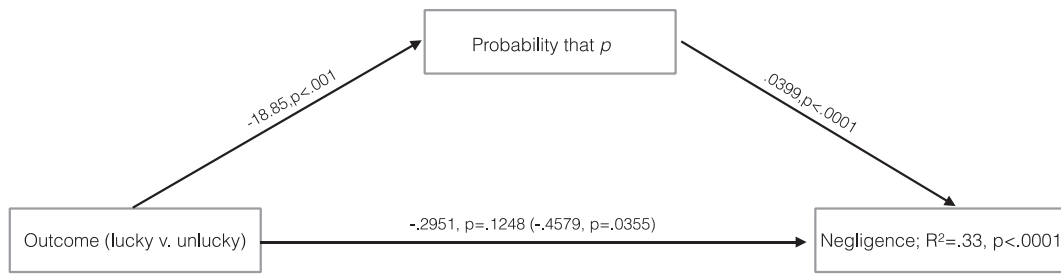 Probability that p
-18.85,p<.001
.0399,p<.0001
-.2951, p=.1248 (-.4579, p=.0355)
Outcome (lucky v. unlucky)
Negligence; R²=.33, p<.0001